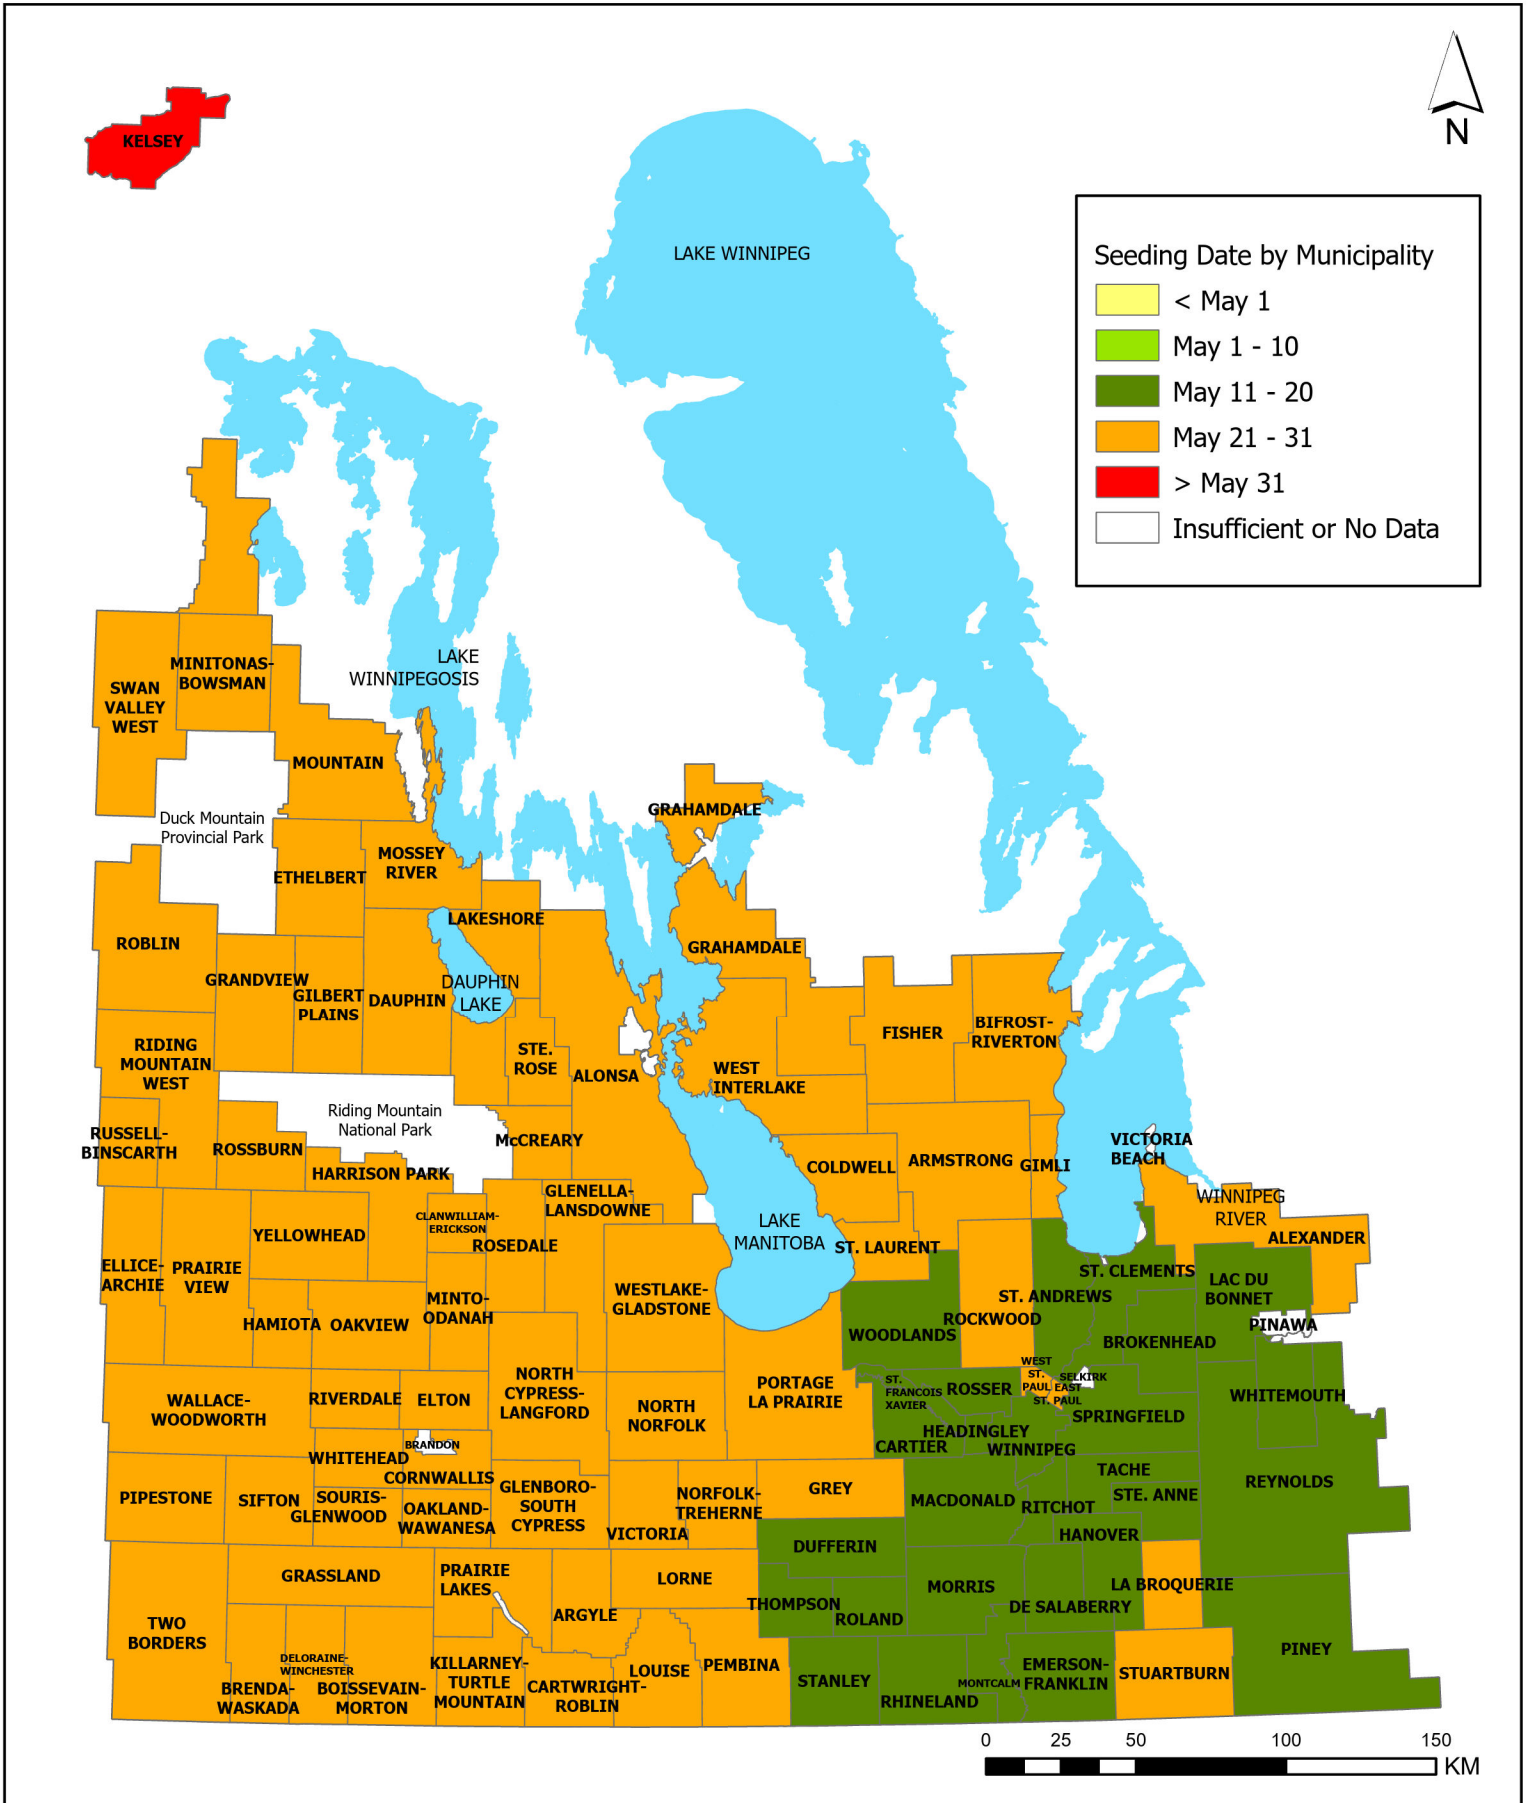 KELSEY
N
LAKE WINNIPEG
Seeding Date by Municipality
< May 1
May 1 - 10
May 11 - 20
May 21 - 31
> May 31
Insufficient or No Data
LAKE
WINNIPEGOSIS
MINITONAS-
BOWSMAN
SWAN
VALLEY
WEST
MOUNTAIN
Duck Mountain
Provincial Park
GRAHAMDALE
MOSSEY
RIVER
ETHELBERT
LAKESHORE
ROBLIN
GRAHAMDALE
GRANDVIEW
GILBERT
PLAINS
DAUPHIN
DAUPHIN
LAKE
FISHER
BIFROST-
RIVERTON
RIDING
MOUNTAIN
WEST
STE.
ROSE
ALONSA
WEST
INTERLAKE
Riding Mountain
National Park
RUSSELL-
BINSCARTH
ROSSBURN
McCREARY
HARRISON PARK
COLDWELL
ARMSTRONG
GIMLI
VICTORIA
BEACH
GLENELLA-
LANSDOWNE
CLANWILLIAM-
ERICKSON
YELLOWHEAD
ROSEDALE
LAKE
MANITOBA
ST. LAURENT
WINNIPEG
RIVER
ALEXANDER
ELLICE-
ARCHIE
PRAIRIE
VIEW
MINTO-
ODANAH
WESTLAKE-
GLADSTONE
ST. CLEMENTS
LAC DU
BONNET
ST. ANDREWS
HAMIOTA
OAKVIEW
WOODLANDS
ROCKWOOD
PINAWA
BROKENHEAD
WEST
ST.
PAUL
EAST
ST. PAUL
SELKIRK
WALLACE-
WOODWORTH
RIVERDALE
ELTON
NORTH
CYPRESS-
LANGFORD
NORTH
NORFOLK
PORTAGE
LA PRAIRIE
ST.
FRANCOIS
XAVIER
ROSSER
WHITEMOUTH
SPRINGFIELD
HEADINGLEY
CARTIER
WINNIPEG
BRANDON
WHITEHEAD
CORNWALLIS
TACHE
REYNOLDS
PIPESTONE
SIFTON
SOURIS-
GLENWOOD
OAKLAND-
WAWANESA
GLENBORO-
SOUTH
CYPRESS
VICTORIA
NORFOLK-
TREHERNE
GREY
MACDONALD
RITCHOT
STE. ANNE
HANOVER
DUFFERIN
GRASSLAND
PRAIRIE
LAKES
LORNE
ARGYLE
THOMPSON
ROLAND
MORRIS
DE SALABERRY
LA BROQUERIE
TWO
BORDERS
BRENDA-
WASKADA
DELORAINE-
WINCHESTER
BOISSEVAIN-
MORTON
KILLARNEY-
TURTLE
MOUNTAIN
CARTWRIGHT-
ROBLIN
LOUISE
PEMBINA
STANLEY
RHINELAND
MONTCALM
EMERSON-
FRANKLIN
STUARTBURN
PINEY
0 25 50 100 150
KM